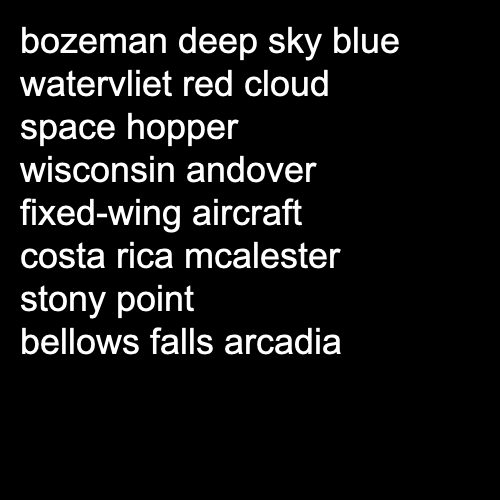 bozeman deep sky blue
watervliet red cloud
space hopper
wisconsin andover
fixed-wing aircraft
costa rica mcalester
stony point
bellows falls arcadia